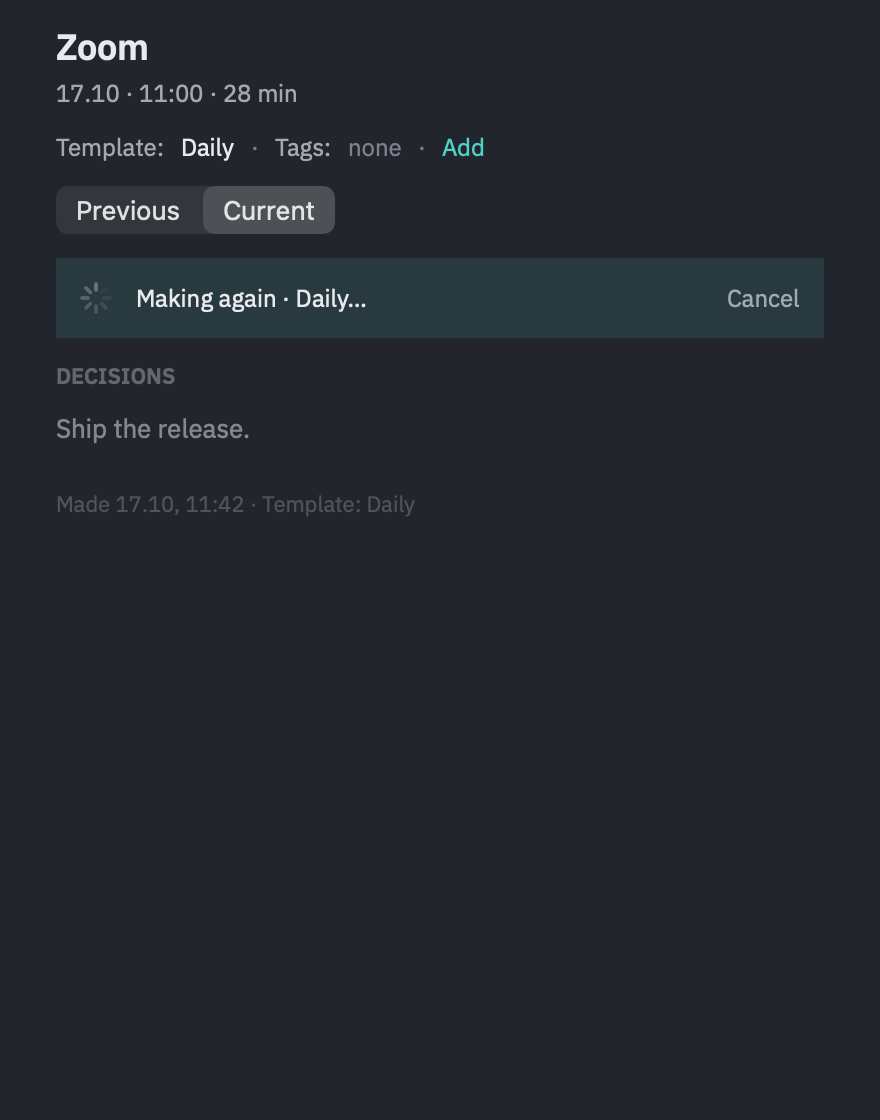 Zoom
17.10 · 11:00 · 28 min
Template: Daily · Tags: none · Add
Previous Current
Making again · Daily... Cancel
DECISIONS
Ship the release.
Made 17.10, 11:42 · Template: Daily